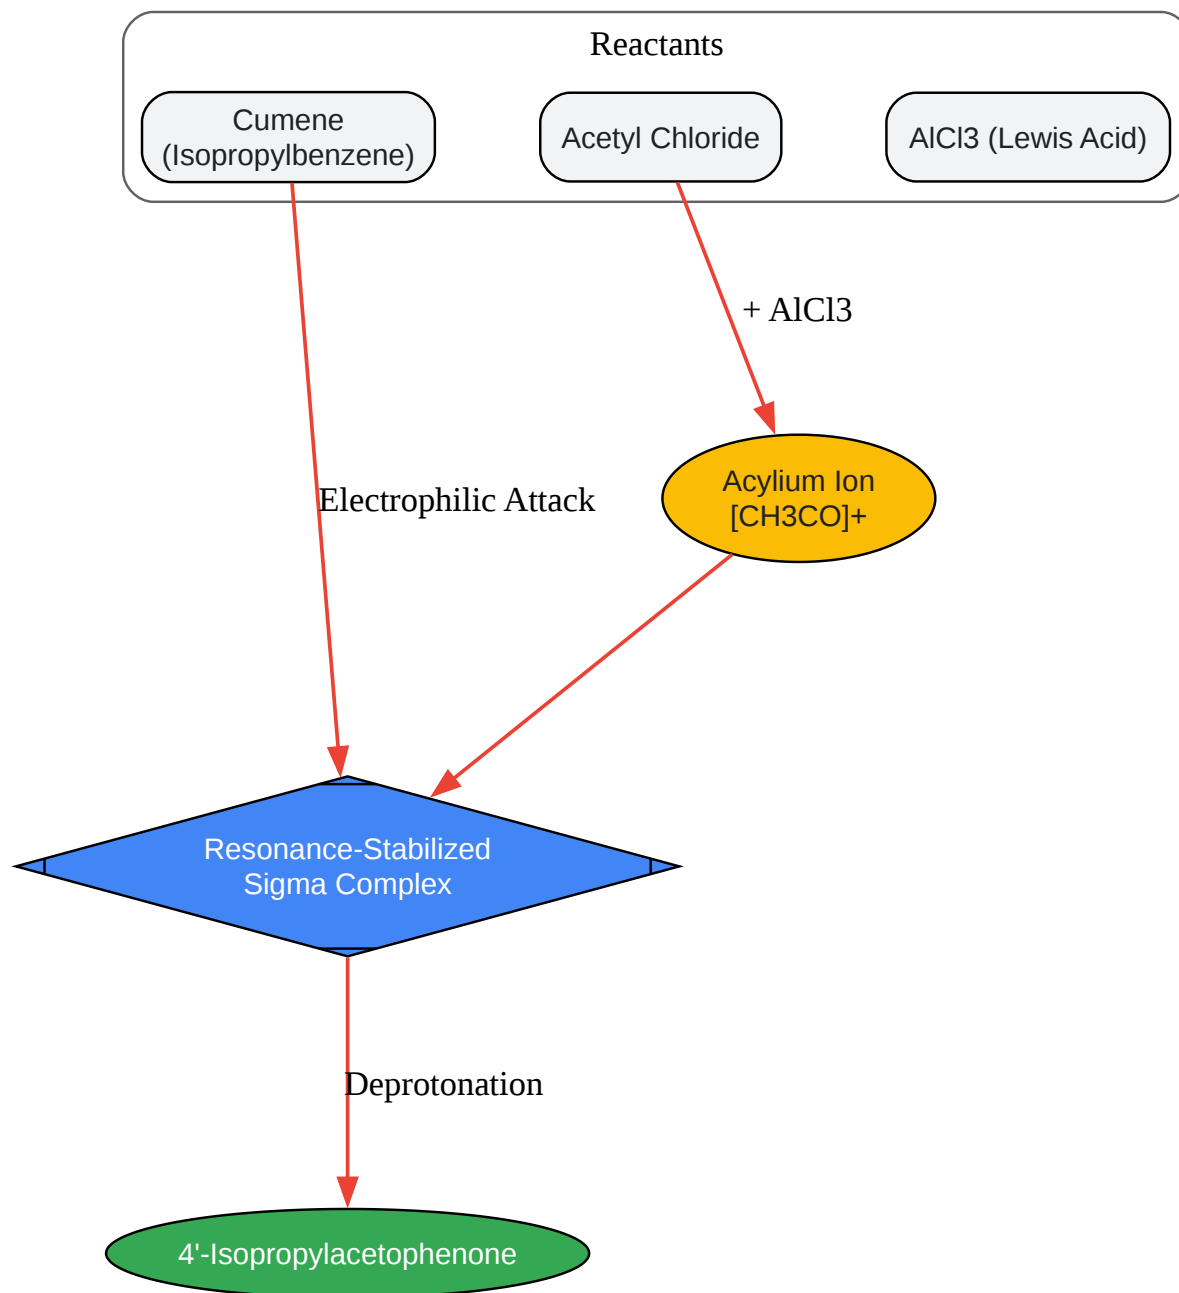 Reactants
Cumene
(Isopropylbenzene)
Acetyl Chloride
AlCl3 (Lewis Acid)
+ AlCl3
Electrophilic Attack
Acylium Ion
[CH3CO]+
Resonance-Stabilized
Sigma Complex
Deprotonation
4'-Isopropylacetophenone